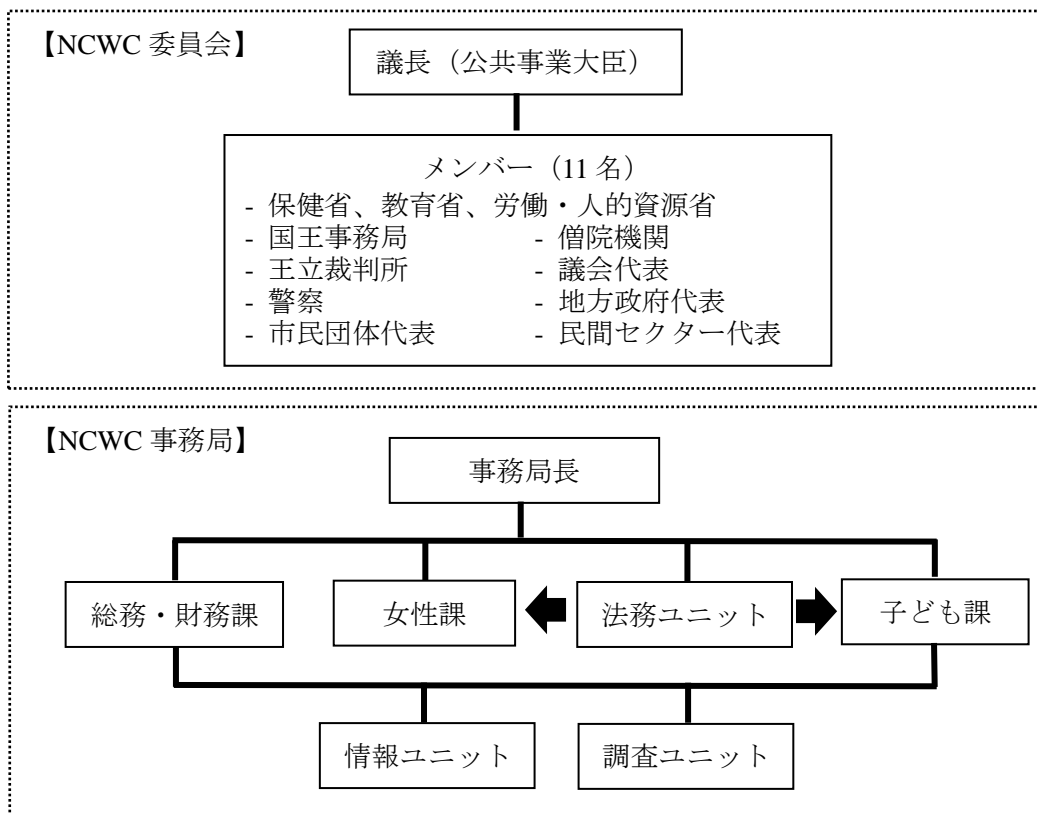 【NCWC 委員会】
議長（公共事業大臣）
メンバー（11 名）
- 保健省、教育省、労働・人的資源省
- 国王事務局 - 僧院機関
- 王立裁判所 - 議会代表
- 警察 - 地方政府代表
- 市民団体代表 - 民間セクター代表
【NCWC 事務局】
事務局長
総務・財務課 女性課 法務ユニット 子ども課
情報ユニット 調査ユニット